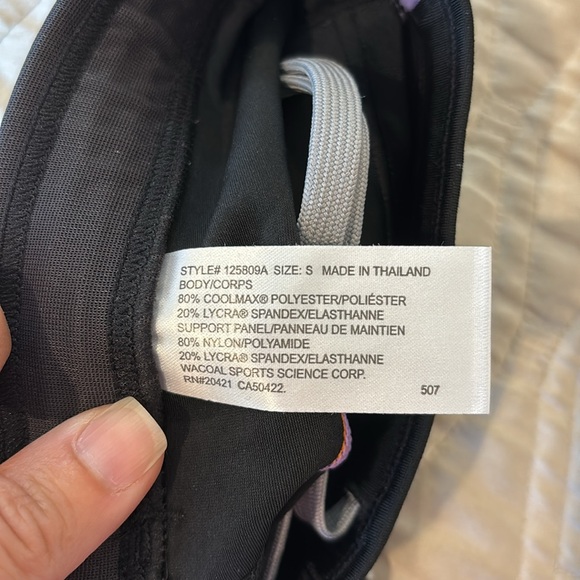 STYLE# 125809A SIZE: S MADE IN THAILAND
BODY/CORPS
80% COOLMAX® POLYESTER/POLIÉSTER
20% LYCRA® SPANDEX/ELASTHANNE
SUPPORT PANEL/PANNEAU DE MAINTIEN
80% NYLON/POLYAMIDE
20% LYCRA® SPANDEX/ELASTHANNE
WACOAL SPORTS SCIENCE CORP.
RN#20421 CA50422. 507